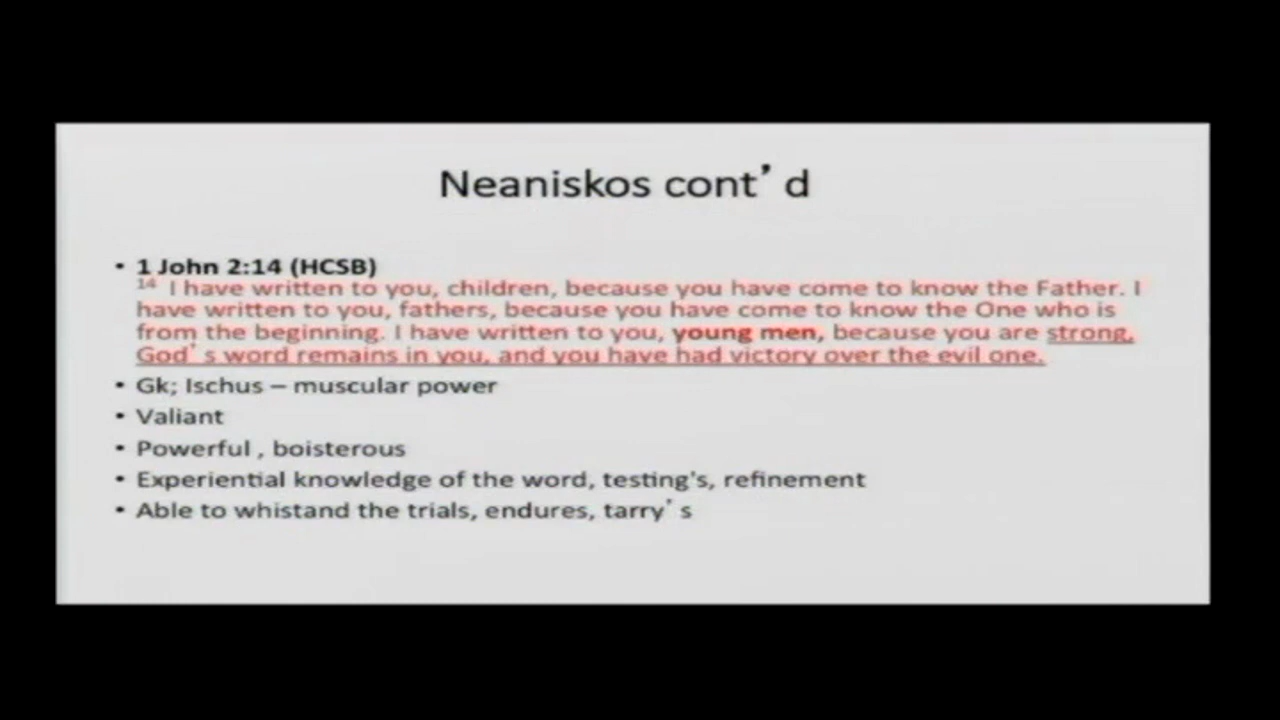 Neaniskos cont’ d
• 1 John 2:14 (HCSB)
14 I have written to you, children, because you have come to know the Father. I
have written to you, fathers, because you have come to know the One who is
from the beginning. I have written to you, young men, because you are strong,
God’ s word remains in you, and you have had victory over the evil one.
• Gk; Ischus – muscular power
• Valiant
• Powerful , boisterous
• Experiential knowledge of the word, testing's, refinement
• Able to whistand the trials, endures, tarry’ s